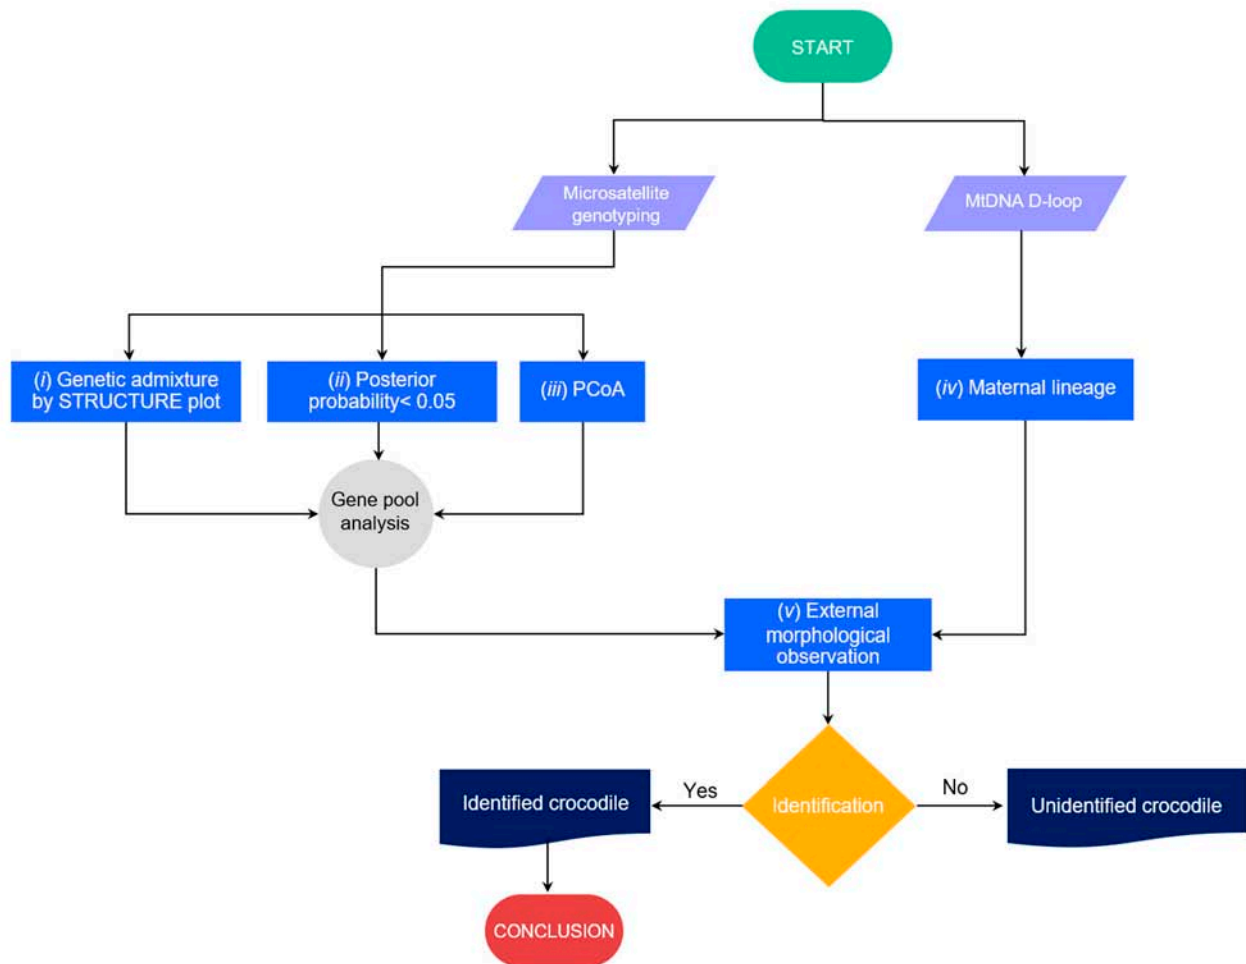 START
Microsatellite
genotyping
MtDNA D-loop
(i) Genetic admixture
by STRUCTURE plot
(ii) Posterior
probability< 0.05
(iii) PCoA
(iv) Maternal lineage
Gene pool
analysis
(v) External
morphological
observation
Identified crocodile
Yes
Identification
No
Unidentified crocodile
CONCLUSION